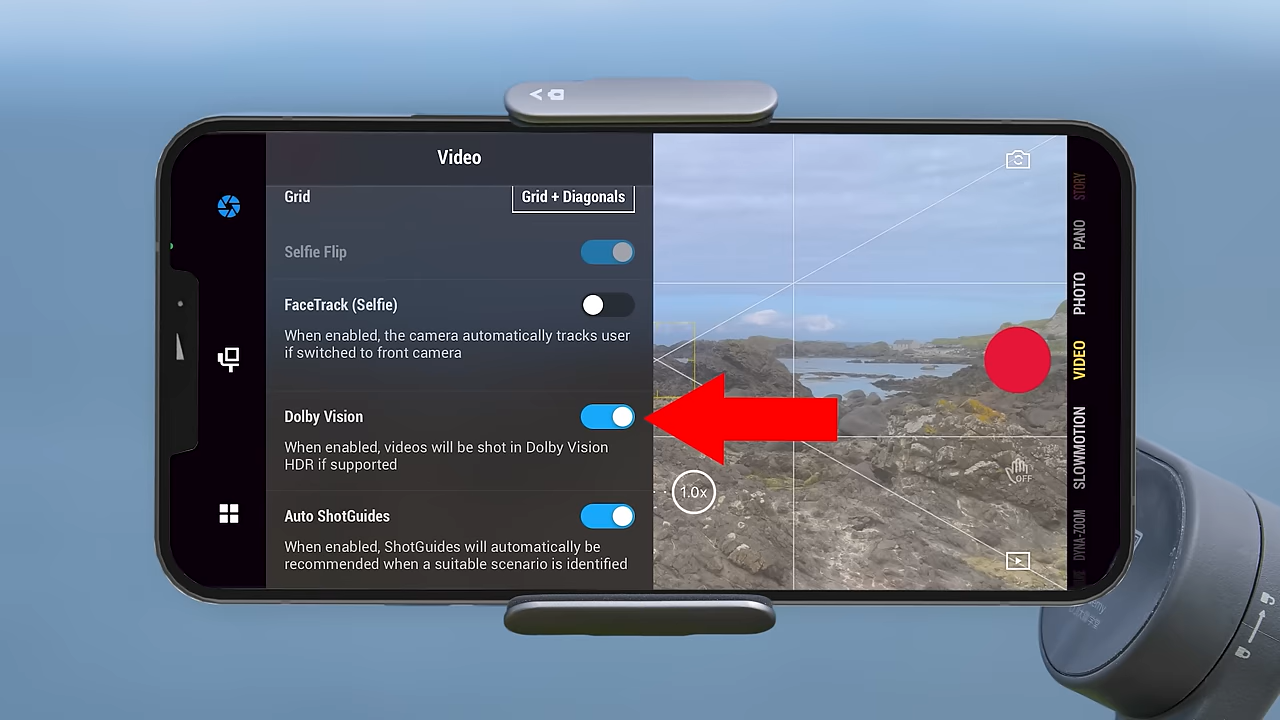 Video
Grid
Grid + Diagonals
Selfie Flip
FaceTrack (Selfie)
When enabled, the camera automatically tracks user
if switched to front camera
Dolby Vision
When enabled, videos will be shot in Dolby Vision
HDR if supported
Auto ShotGuides
When enabled, ShotGuides will automatically be
recommended when a suitable scenario is identified
1.0x
OFF
STORY
PANO
PHOTO
VIDEO
SLOWMOTION
DYNA-ZOOM